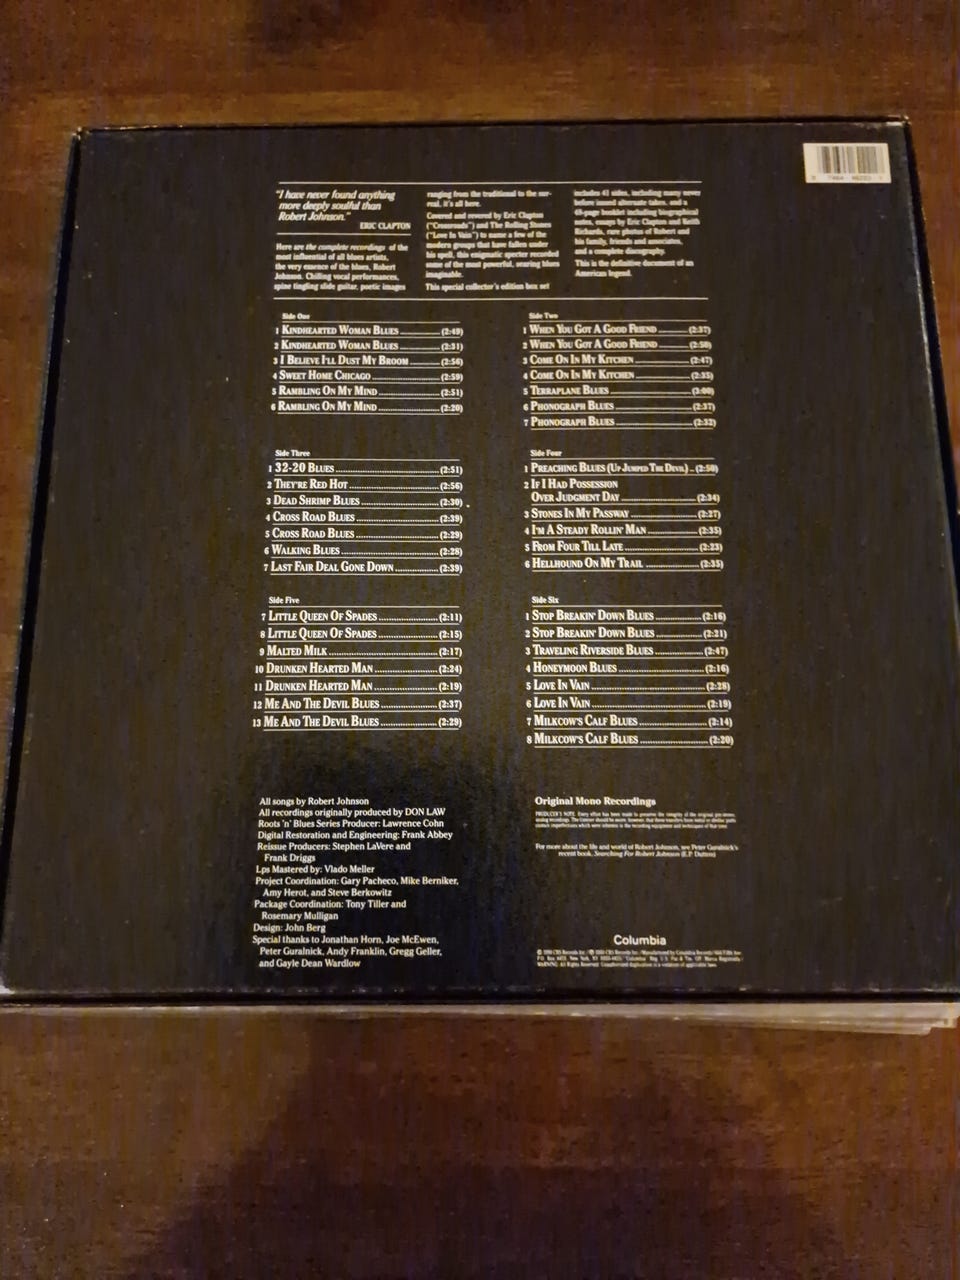 "I have never found anything
more deeply soulful than
Robert Johnson."
ERIC CLAPTON
Here are the complete recordings of the
most influential of all blues artists,
the very essence of the blues, Robert
Johnson. Chilling vocal performances,
spine tingling slide guitar, poetic images
ranging from the traditional to the sur-
real, it's all here.
Covered and revered by Eric Clapton
("Crossroads") and The Rolling Stones
("Love In Vain") to name a few of the
modern groups that have fallen under
his spell, this enigmatic specter recorded
some of the most powerful, searing blues
imaginable.
This special collector's edition box set
includes 41 sides, including many never
before issued alternate takes, and a
48-page booklet including biographical
notes, essays by Eric Clapton and Keith
Richards, rare photos of Robert and
his family, friends and associates,
and a complete discography.
This is the definitive document of an
American legend.
Side One
1 KINDHEARTED WOMAN BLUES (2:49)
2 KINDHEARTED WOMAN BLUES (2:31)
3 I BELIEVE I'LL DUST MY BROOM (2:56)
4 SWEET HOME CHICAGO (2:59)
5 RAMBLING ON MY MIND (2:51)
6 RAMBLING ON MY MIND (2:20)
Side Two
1 WHEN YOU GOT A GOOD FRIEND (2:37)
2 WHEN YOU GOT A GOOD FRIEND (2:50)
3 COME ON IN MY KITCHEN (2:47)
4 COME ON IN MY KITCHEN (2:35)
5 TERRAPLANE BLUES (3:00)
6 PHONOGRAPH BLUES (2:37)
7 PHONOGRAPH BLUES (2:32)
Side Three
1 32-20 BLUES (2:51)
2 THEY'RE RED HOT (2:56)
3 DEAD SHRIMP BLUES (2:30)
4 CROSS ROAD BLUES (2:39)
5 CROSS ROAD BLUES (2:29)
6 WALKING BLUES (2:28)
7 LAST FAIR DEAL GONE DOWN (2:39)
Side Four
1 PREACHING BLUES (UP JUMPED THE DEVIL) (2:50)
2 IF I HAD POSSESSION
OVER JUDGMENT DAY (2:34)
3 STONES IN MY PASSWAY (2:27)
4 I'M A STEADY ROLLIN' MAN (2:35)
5 FROM FOUR TILL LATE (2:23)
6 HELLHOUND ON MY TRAIL (2:35)
Side Five
7 LITTLE QUEEN OF SPADES (2:11)
8 LITTLE QUEEN OF SPADES (2:15)
9 MALTED MILK (2:17)
10 DRUNKEN HEARTED MAN (2:24)
11 DRUNKEN HEARTED MAN (2:19)
12 ME AND THE DEVIL BLUES (2:37)
13 ME AND THE DEVIL BLUES (2:29)
Side Six
1 STOP BREAKIN' DOWN BLUES (2:16)
2 STOP BREAKIN' DOWN BLUES (2:21)
3 TRAVELING RIVERSIDE BLUES (2:47)
4 HONEYMOON BLUES (2:16)
5 LOVE IN VAIN (2:28)
6 LOVE IN VAIN (2:19)
7 MILKCOW'S CALF BLUES (2:14)
8 MILKCOW'S CALF BLUES (2:20)
All songs by Robert Johnson
All recordings originally produced by DON LAW
Roots 'n' Blues Series Producer: Lawrence Cohn
Digital Restoration and Engineering: Frank Abbey
Reissue Producers: Stephen LaVere and
Frank Driggs
Lps Mastered by: Vlado Meller
Project Coordination: Gary Pacheco, Mike Berniker,
Amy Herot, and Steve Berkowitz
Package Coordination: Tony Tiller and
Rosemary Mulligan
Design: John Berg
Special thanks to Jonathan Horn, Joe McEwen,
Peter Guralnick, Andy Franklin, Gregg Geller,
and Gayle Dean Wardlow
Original Mono Recordings
PRODUCER'S NOTE: Every effort has been made to preserve the integrity of the original
For more about the life and world of Robert Johnson, see Peter Guralnick's
recent book, Searching For Robert Johnson (E.P. Dutton)
Columbia